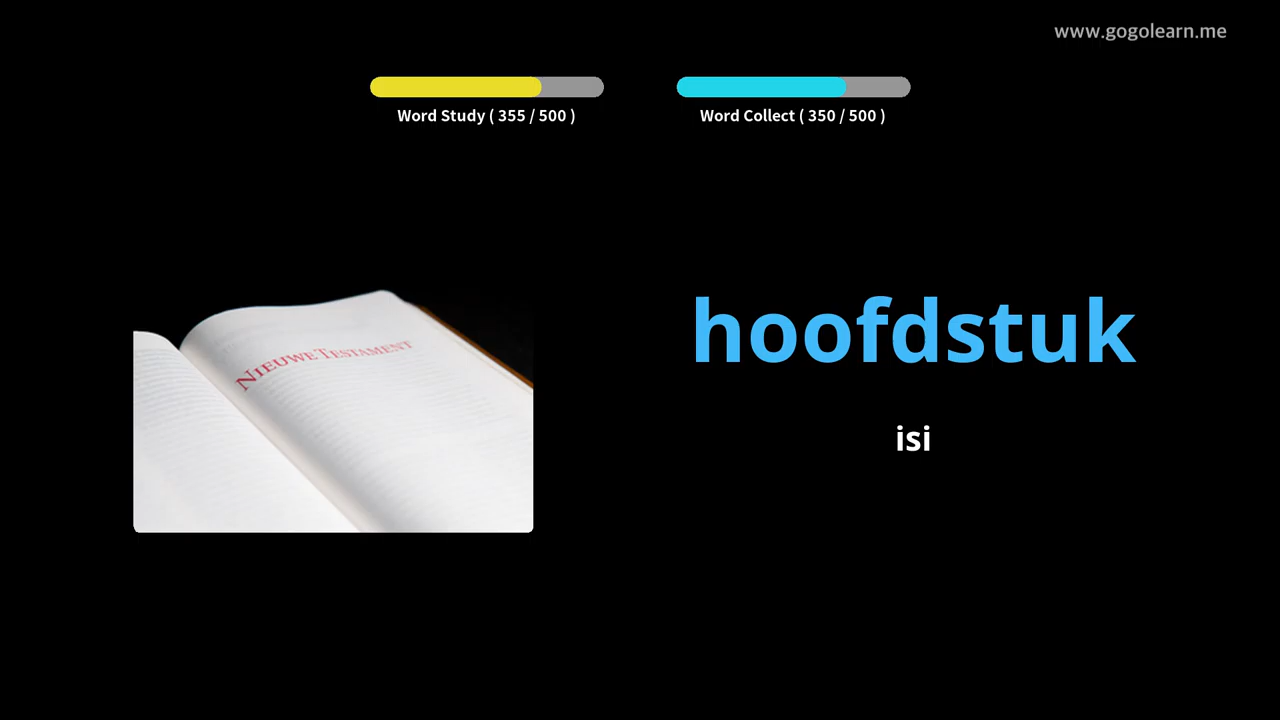 www.gogolearn.me
Word Study ( 355 / 500 )
Word Collect ( 350 / 500 )
NIEUWE TESTAMENT
hoofdstuk
isi